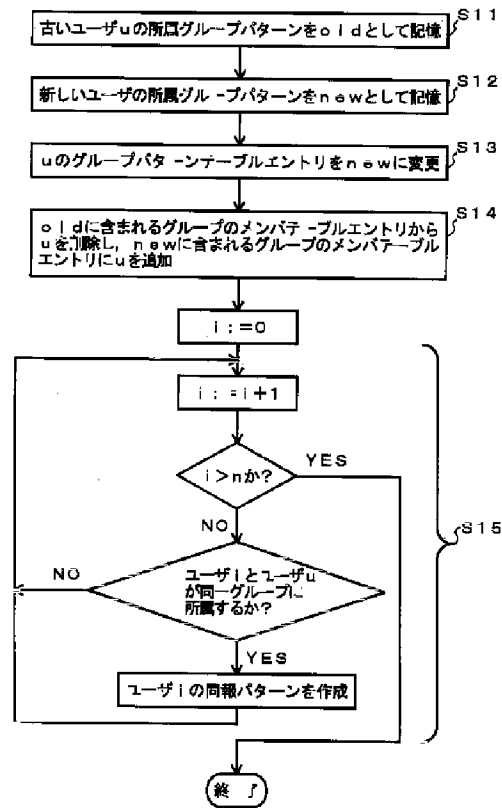 S11
古いユーザuの所属グループパターンをoldとして記憶
S12
新しいユーザの所属グループパターンをnewとして記憶
S13
uのグループパターンテーブルエントリをnewに変更
S14
oldに含まれるグループのメンバテーブルエントリから
uを削除し,newに含まれるグループのメンバテーブル
エントリにuを追加
i:=0
i:=i+1
i>nか?
YES
NO
S15
ユーザiとユーザu
が同一グループに
所属するか?
NO
YES
ユーザiの同報パターンを作成
終 了